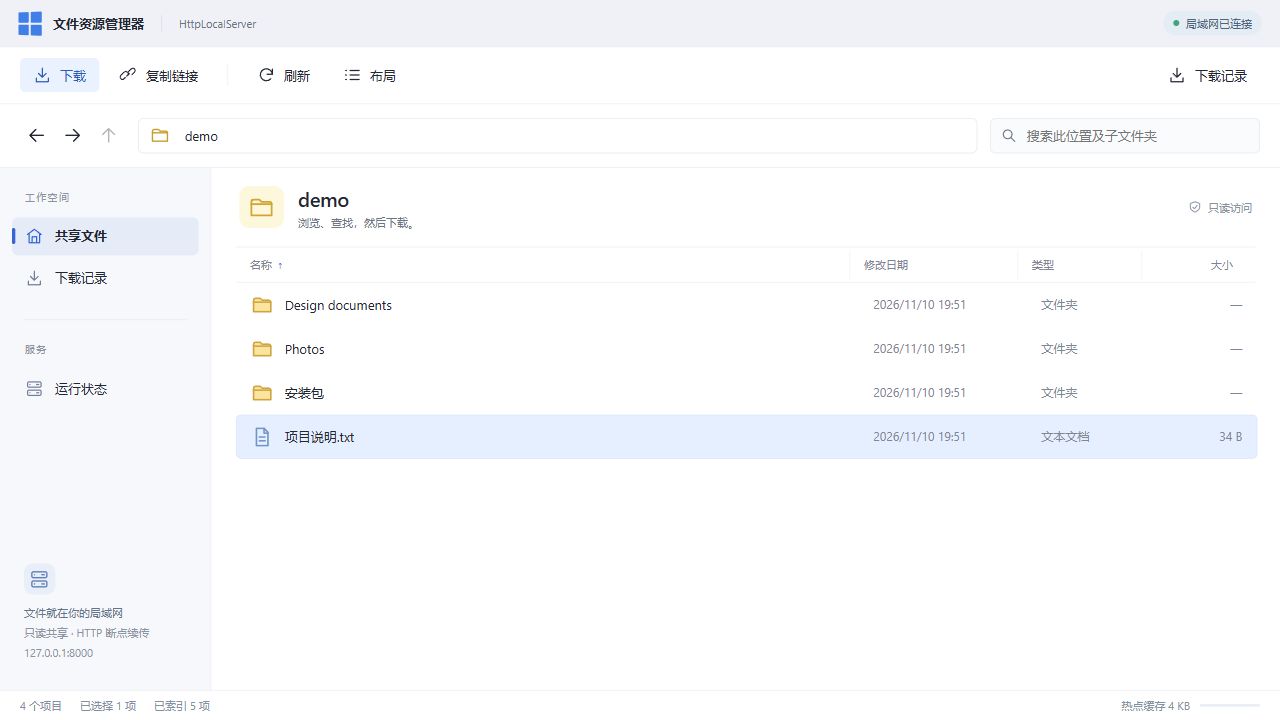 文件资源管理器 HttpLocalServer 局域网已连接
下载 复制链接 刷新 布局 下载记录
demo 搜索此位置及子文件夹
工作空间
共享文件
下载记录
服务
运行状态
文件就在你的局域网
只读共享 · HTTP 断点续传
127.0.0.1:8000
demo
浏览、查找，然后下载。
只读访问
名称 ↑ 修改日期 类型 大小
Design documents 2026/11/10 19:51 文件夹 —
Photos 2026/11/10 19:51 文件夹 —
安装包 2026/11/10 19:51 文件夹 —
项目说明.txt 2026/11/10 19:51 文本文档 34 B
4 个项目 已选择 1 项 已索引 5 项 热点缓存 4 KB